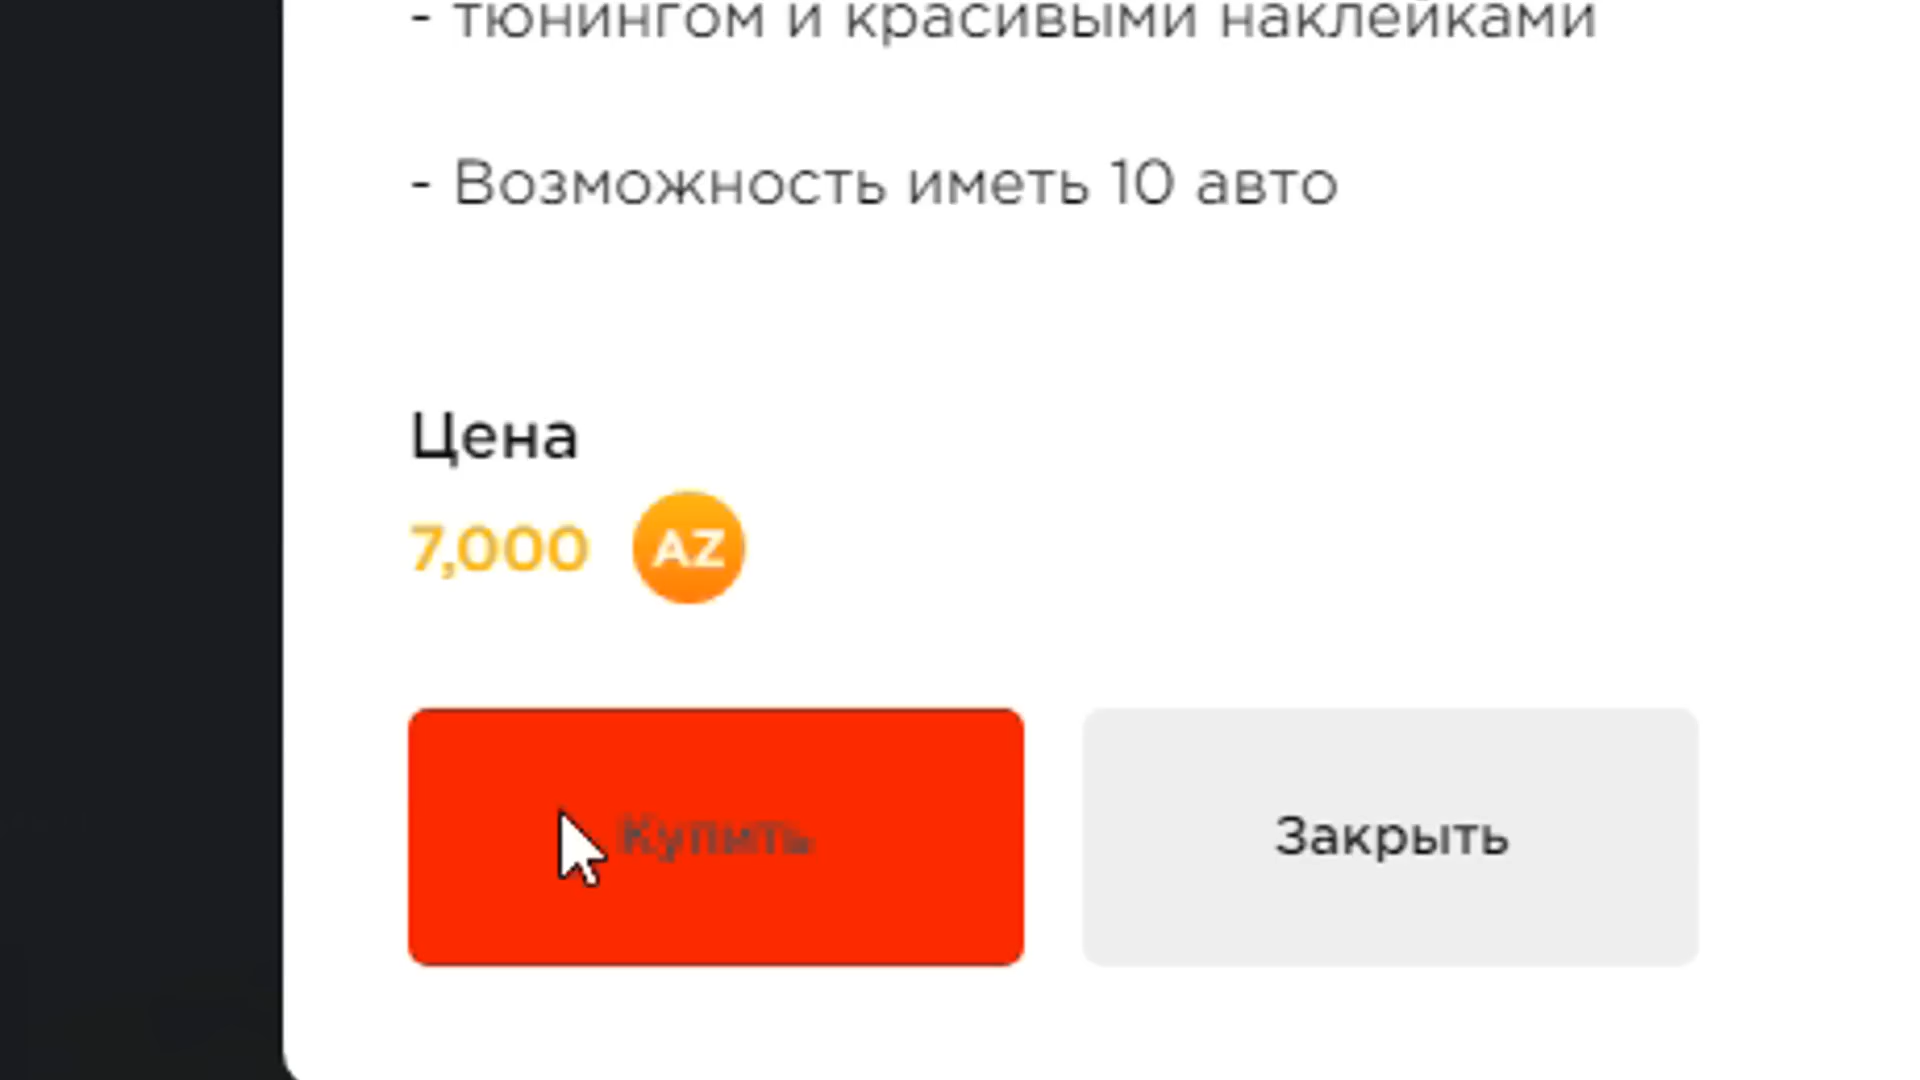 - тюнингом и красивыми наклейками
- Возможность иметь 10 авто
Цена
7,000 AZ
Купить Закрыть